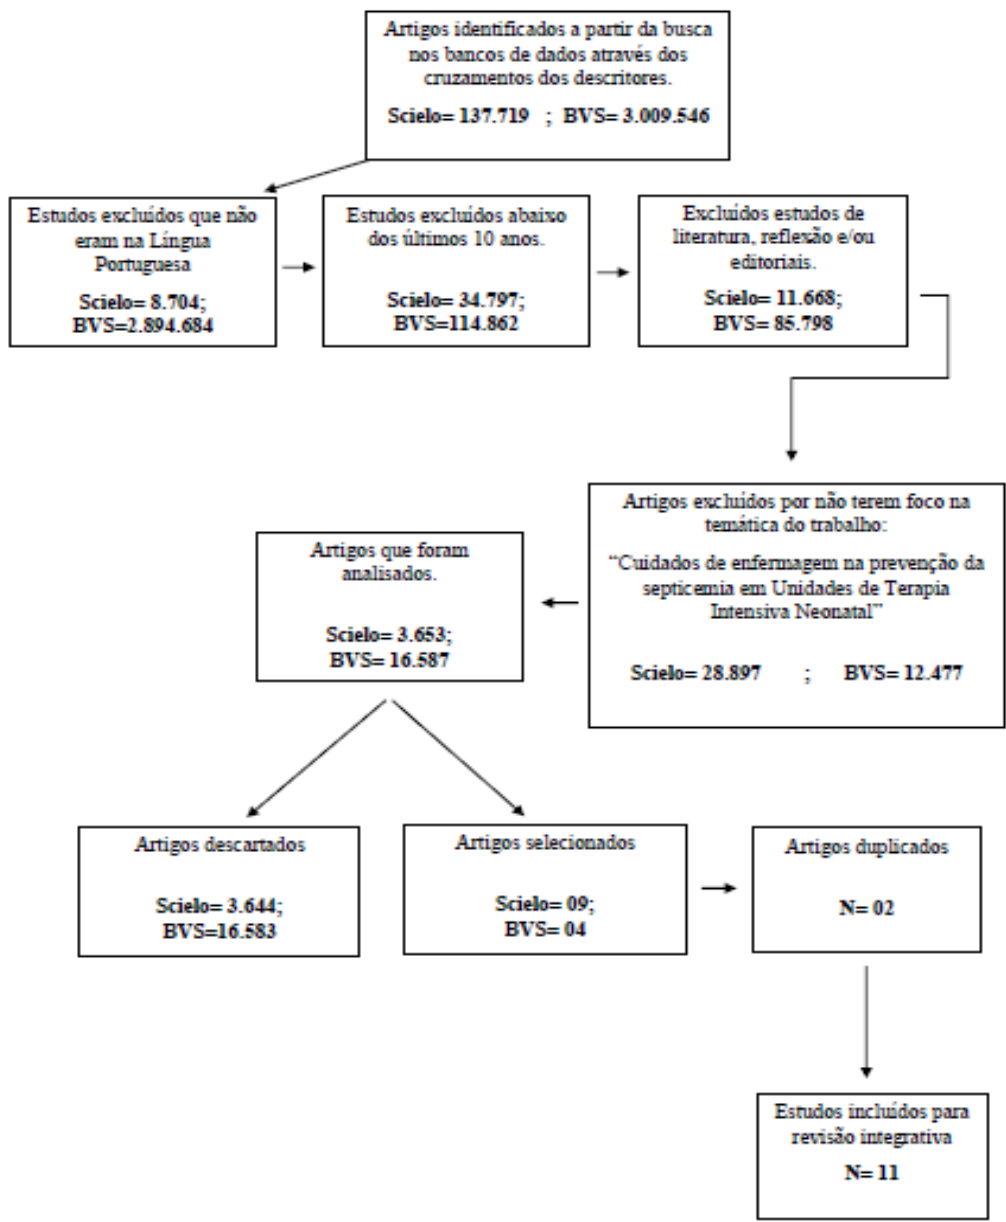 Artigos identificados a partir da busca
nos bancos de dados através dos
cruzamentos dos descritores.
Scielo= 137.719 ; BVS= 3.009.546
Estudos excluídos que não
eram na Língua
Portuguesa
Scielo= 8.704;
BVS=2.894.684
Estudos excluídos abaixo
dos últimos 10 anos.
Scielo= 34.797;
BVS=114.862
Excluídos estudos de
literatura, reflexão e/ou
editoriais.
Scielo= 11.668;
BVS= 85.798
Artigos excluídos por não terem foco na
temática do trabalho:
“Cuidados de enfermagem na prevenção da
septicemia em Unidades de Terapia
Intensiva Neonatal”
Scielo= 28.897 ; BVS= 12.477
Artigos que foram
analisados.
Scielo= 3.653;
BVS= 16.587
Artigos descartados
Scielo= 3.644;
BVS=16.583
Artigos selecionados
Scielo= 09;
BVS= 04
Artigos duplicados
N= 02
Estudos incluídos para
revisão integrativa
N= 11